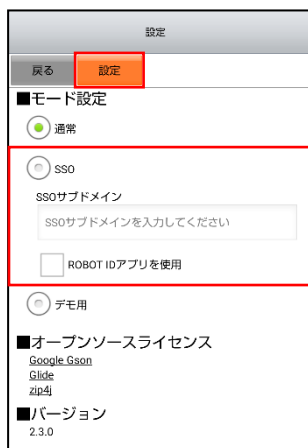 設定
戻る 設定
■モード設定
通常
SSO
SSOサブドメイン
SSOサブドメインを入力してください
ROBOT IDアプリを使用
デモ用
■オープンソースライセンス
Google Gson
Glide
zip4j
■バージョン
2.3.0